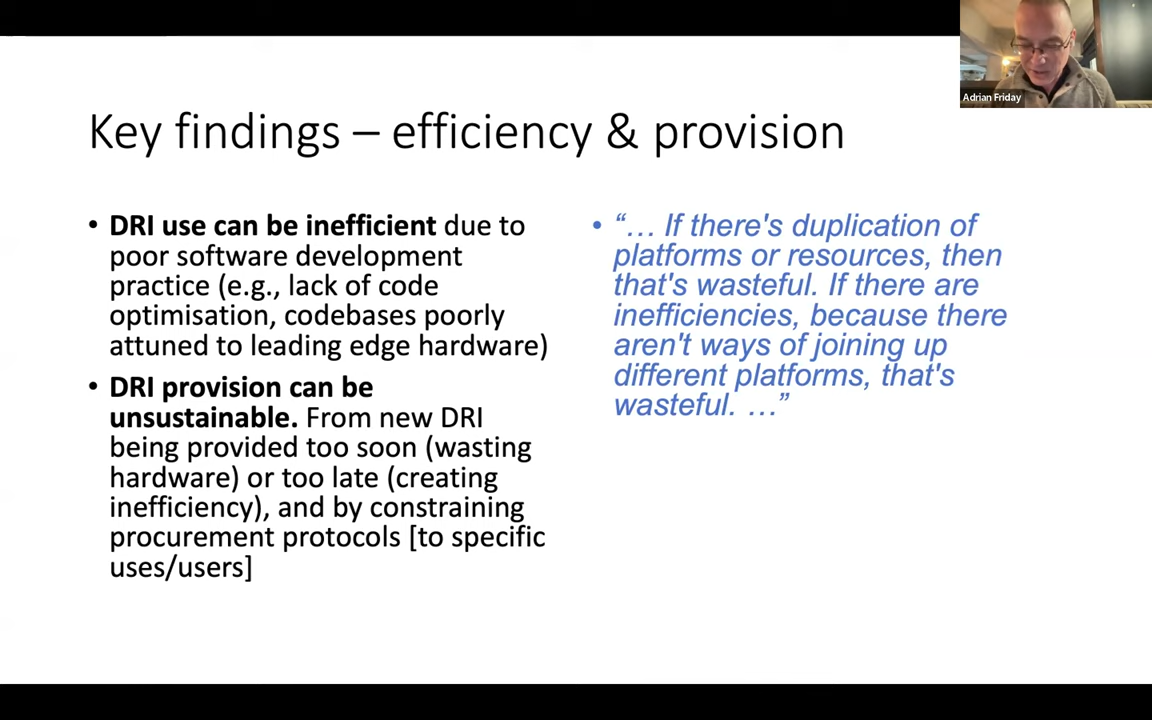 Adrian Friday
Key findings – efficiency & provision
• DRI use can be inefficient due to
poor software development
practice (e.g., lack of code
optimisation, codebases poorly
attuned to leading edge hardware)
• DRI provision can be
unsustainable. From new DRI
being provided too soon (wasting
hardware) or too late (creating
inefficiency), and by constraining
procurement protocols [to specific
uses/users]
• “… If there's duplication of
platforms or resources, then
that's wasteful. If there are
inefficiencies, because there
aren't ways of joining up
different platforms, that's
wasteful. …”